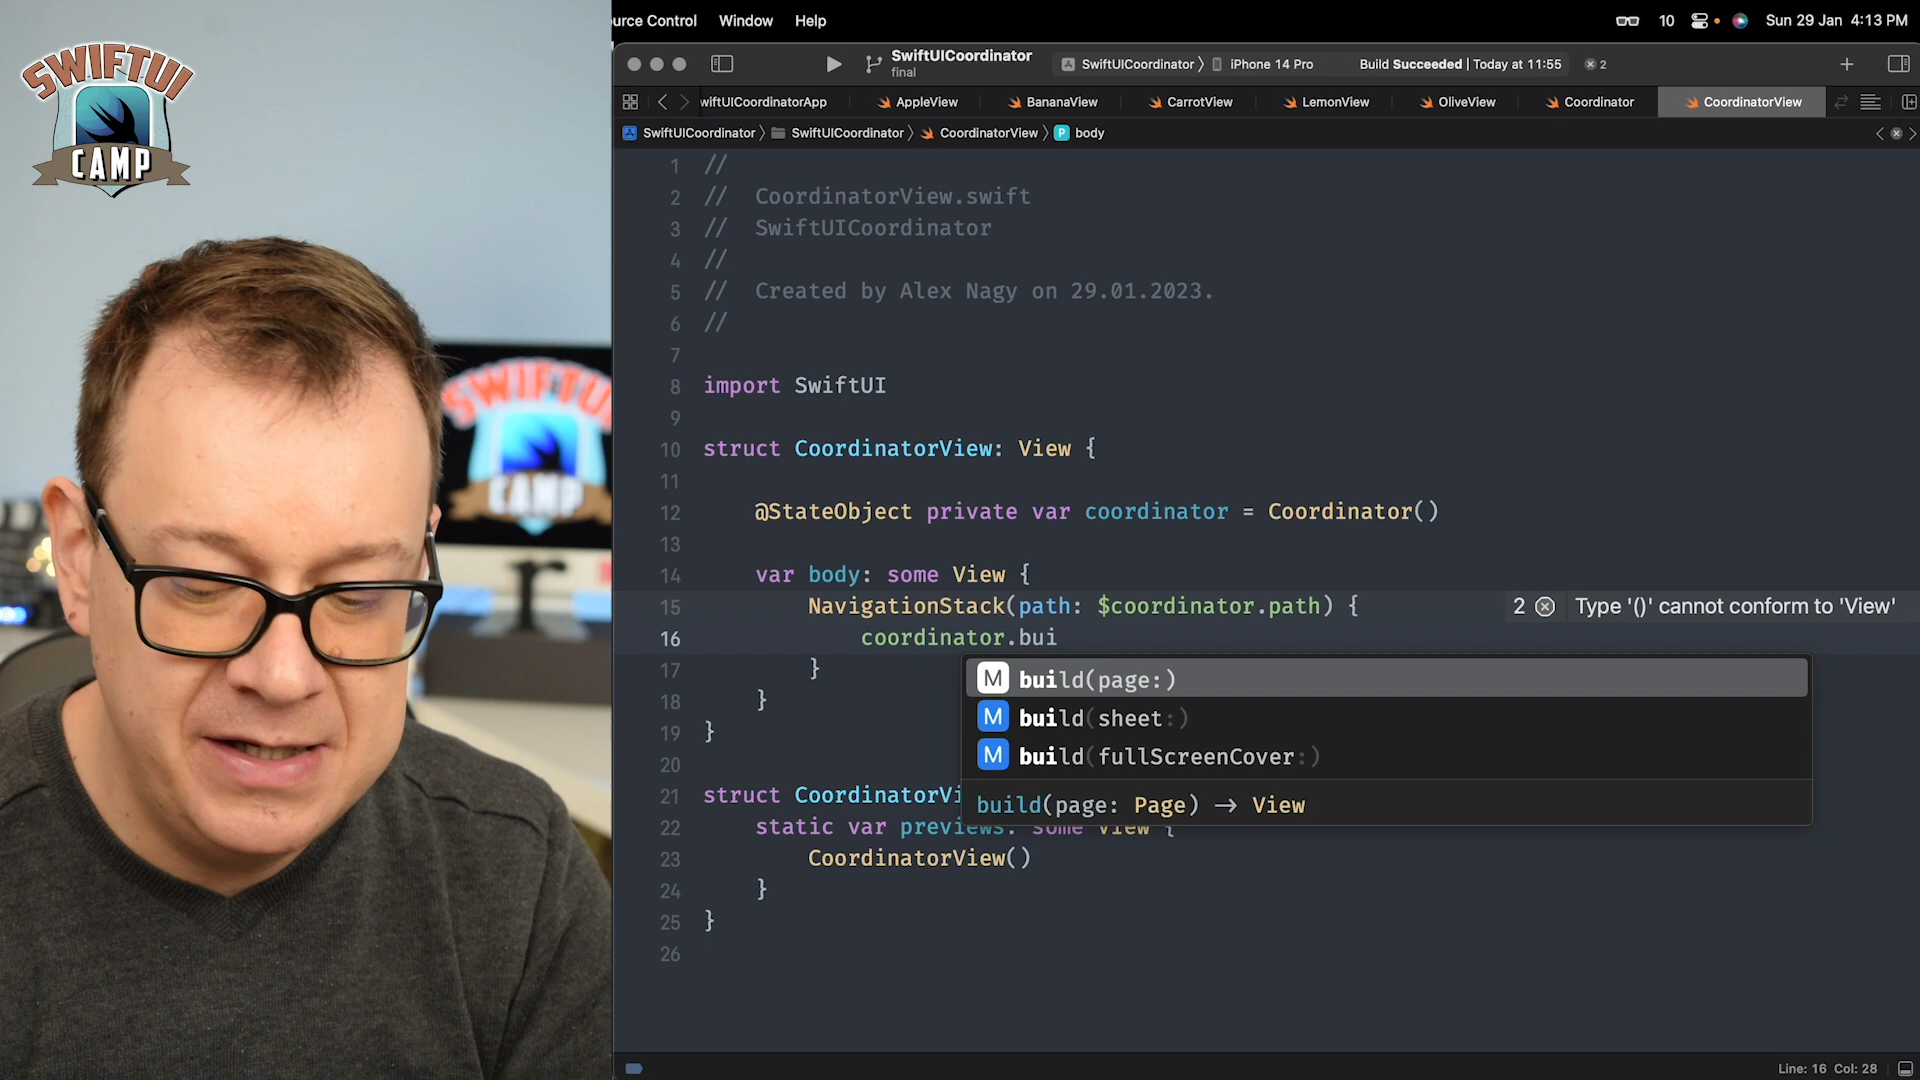 SWIFTUI
CAMP
SWIFTUI
CAMP
urce Control Window Help
10 Sun 29 Jan 4:13 PM
SwiftUICoordinator
final
SwiftUICoordinator 〉 iPhone 14 Pro
Build Succeeded | Today at 11:55
2
wiftUICoordinatorApp AppleView BananaView CarrotView LemonView OliveView Coordinator CoordinatorView
SwiftUICoordinator 〉 SwiftUICoordinator 〉 CoordinatorView 〉 P body
1 //
2 // CoordinatorView.swift
3 // SwiftUICoordinator
4 //
5 // Created by Alex Nagy on 29.01.2023.
6 //
7
8 import SwiftUI
9
10 struct CoordinatorView: View {
11
12 @StateObject private var coordinator = Coordinator()
13
14 var body: some View {
15 NavigationStack(path: $coordinator.path) { 2 Type '()' cannot conform to 'View'
16 coordinator.bui
17 }
18 }
19 }
20
21 struct CoordinatorVi
22 static var previews: some View {
23 CoordinatorView()
24 }
25 }
26
M build(page:)
M build(sheet:)
M build(fullScreenCover:)
build(page: Page) → View
Line: 16 Col: 28